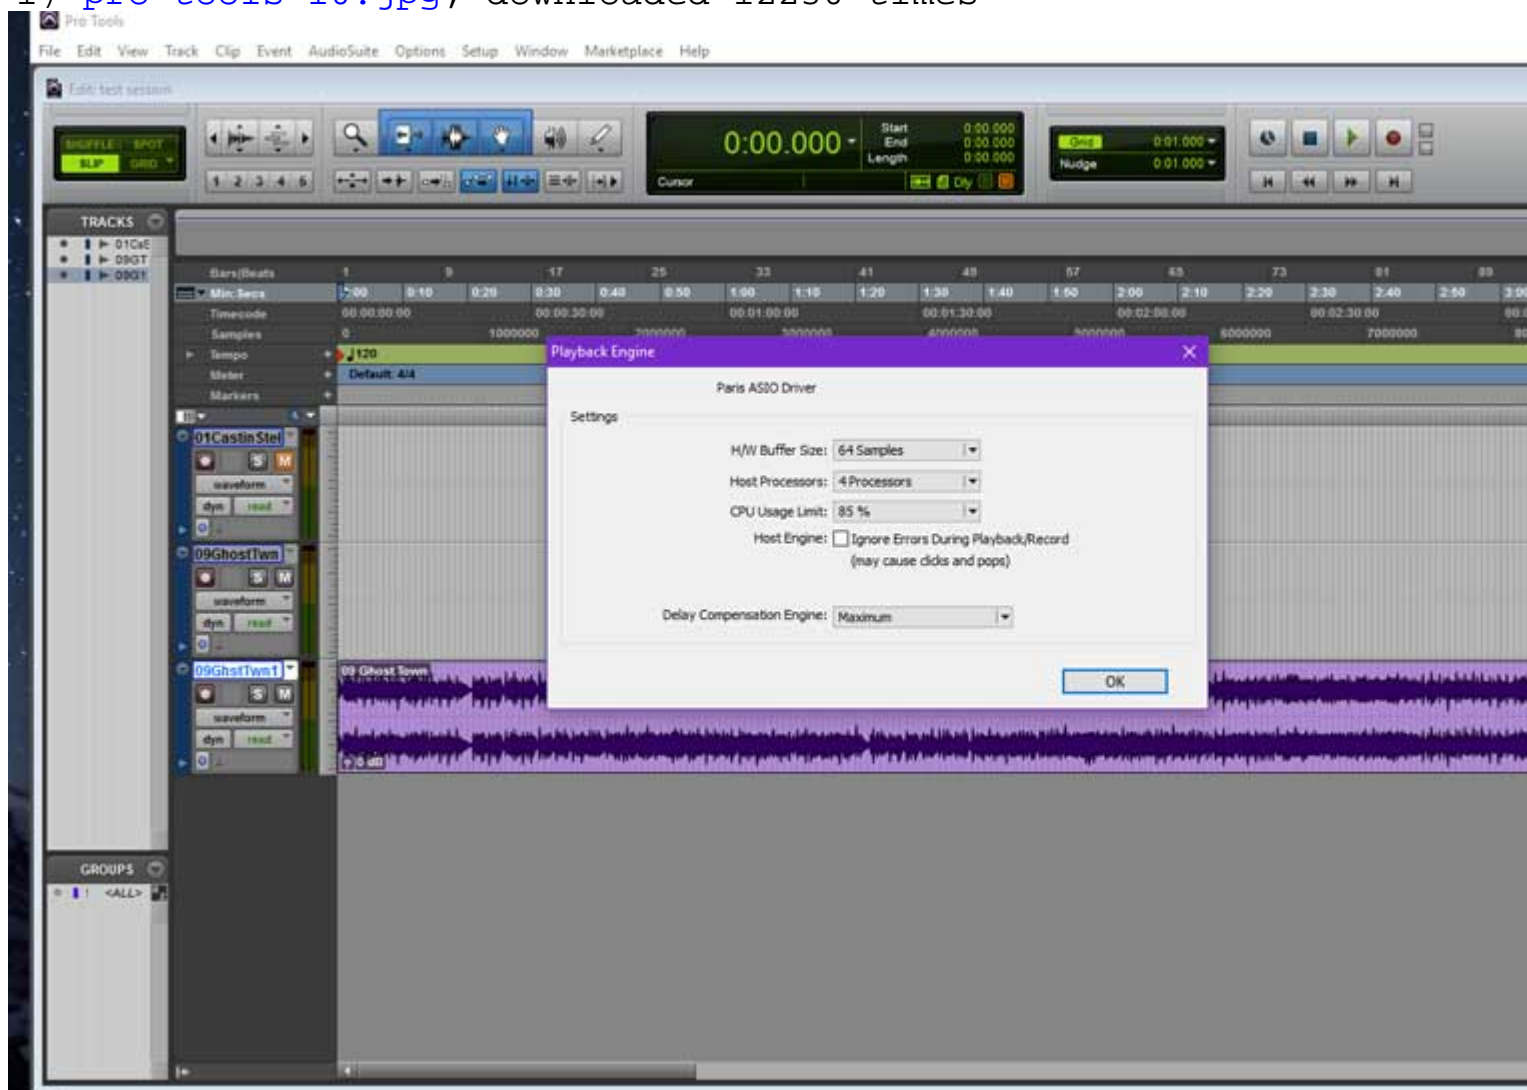 pro tools 10.jpg, downloaded 12250 times
Pro Tools
File Edit View Track Clip Event AudioSuite Options Setup Window Marketplace Help
Edit: test session
SHUFFLE SPOT
SLIP GRID
1 2 3 4 5
0:00.000
Start 0:00.000
End 0:00.000
Length 0:00.000
Cursor
Dly
Grid 0:01.000
Nudge 0:01.000
TRACKS
01CsS
09GT
09GT
Bars|Beats 1 9 17 25 33 41 49 57 65 73 81 89
Min:Secs 0:00 0:10 0:20 0:30 0:40 0:50 1:00 1:10 1:20 1:30 1:40 1:50 2:00 2:10 2:20 2:30 2:40 2:50 3:00
Timecode 00:00:00:00 00:00:30:00 00:01:00:00 00:01:30:00 00:02:00:00 00:02:30:00
Samples 0 1000000 2000000 3000000 4000000 5000000 6000000 7000000
Tempo 120
Meter Default: 4/4
Markers
Playback Engine
Paris ASIO Driver
Settings
H/W Buffer Size: 64 Samples
Host Processors: 4 Processors
CPU Usage Limit: 85 %
Host Engine: Ignore Errors During Playback/Record
(may cause clicks and pops)
Delay Compensation Engine: Maximum
OK
01CastinStel
S M
waveform
dyn read
09GhostTwn
S M
waveform
dyn read
09GhstTwn1
S M
waveform
dyn read
09 Ghost Town
0 dB
GROUPS
! <ALL>